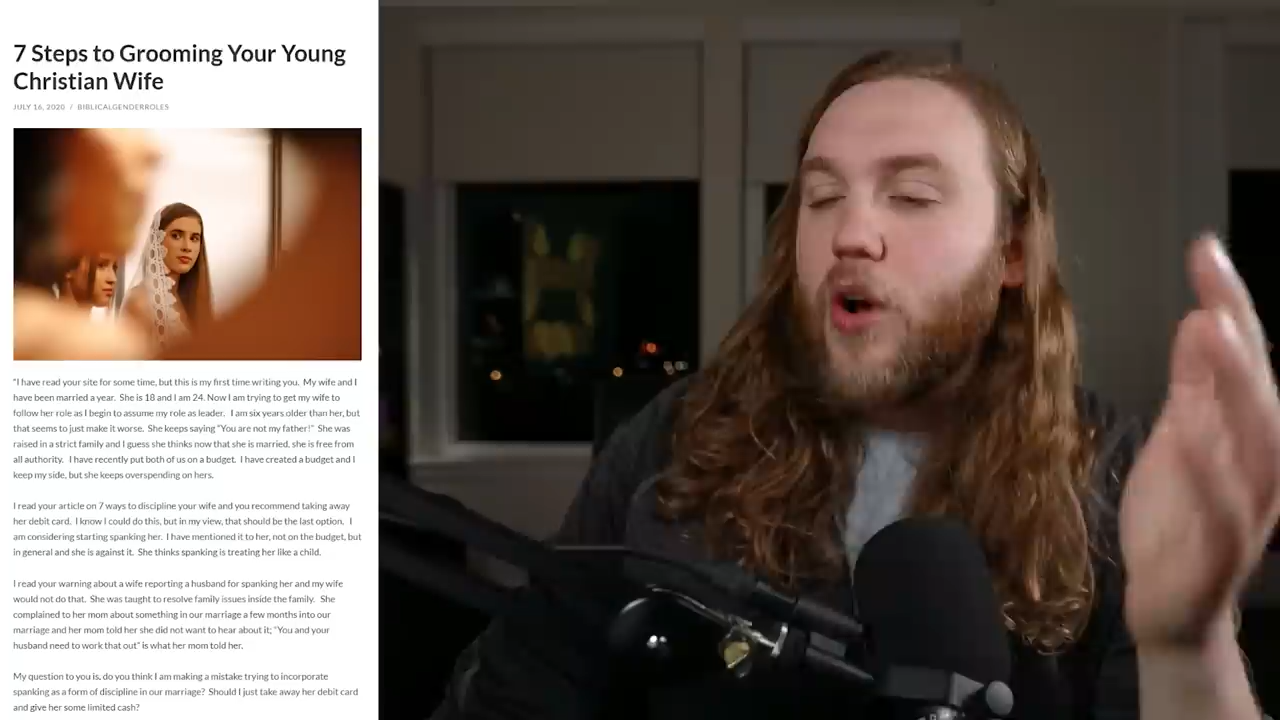 7 Steps to Grooming Your Young
Christian Wife
JULY 16, 2020 / BIBLICALGENDERROLES
"I have read your site for some time, but this is my first time writing you. My wife and I
have been married a year. She is 18 and I am 24. Now I am trying to get my wife to
follow her role as I begin to assume my role as leader. I am six years older than her, but
that seems to just make it worse. She keeps saying "You are not my father!" She was
raised in a strict family and I guess she thinks now that she is married, she is free from
all authority. I have recently put both of us on a budget. I have created a budget and I
keep my side, but she keeps overspending on hers.
I read your article on 7 ways to discipline your wife and you recommend taking away
her debit card. I know I could do this, but in my view, that should be the last option. I
am considering starting spanking her. I have mentioned it to her, not on the budget, but
in general and she is against it. She thinks spanking is treating her like a child.
I read your warning about a wife reporting a husband for spanking her and my wife
would not do that. She was taught to resolve family issues inside the family. She
complained to her mom about something in our marriage a few months into our
marriage and her mom told her she did not want to hear about it; "You and your
husband need to work that out" is what her mom told her.
My question to you is, do you think I am making a mistake trying to incorporate
spanking as a form of discipline in our marriage? Should I just take away her debit card
and give her some limited cash?